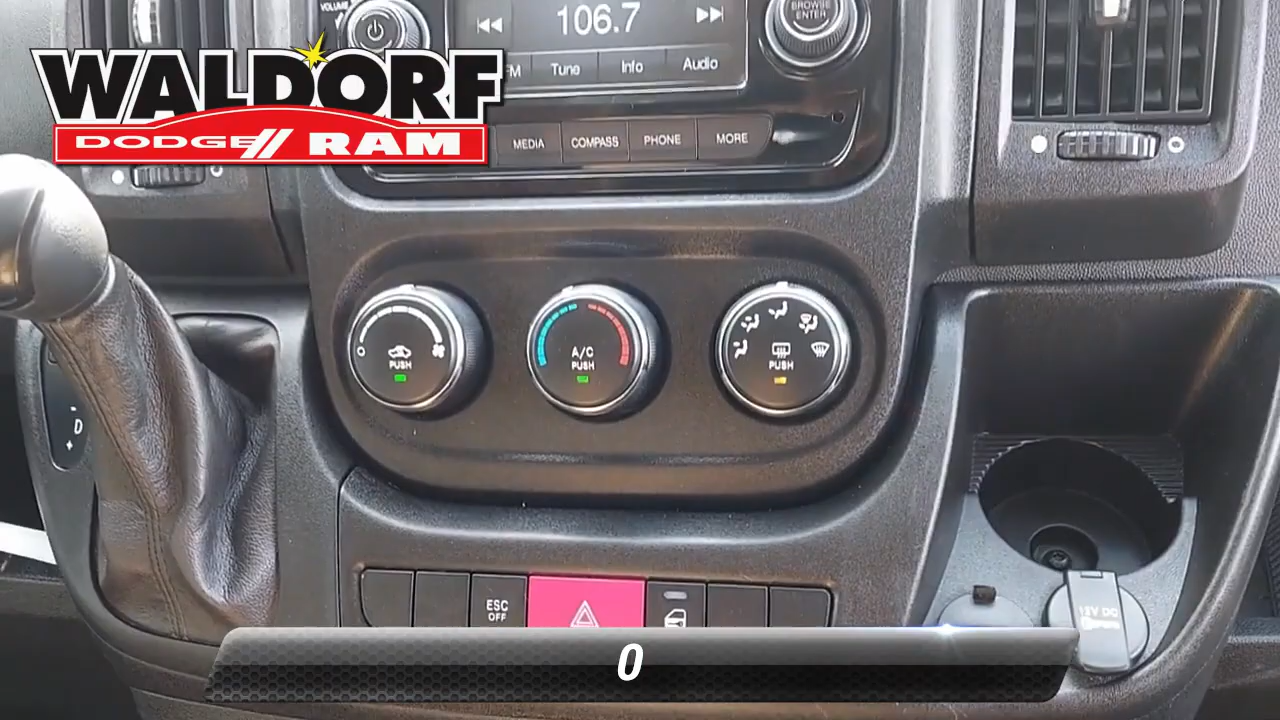 VOLUME
106.7
BROWSE
ENTER
FM Tune Info Audio
WALDORF
DODGE RAM
MEDIA COMPASS PHONE MORE
A/C
PUSH PUSH PUSH
-
D
+
ESC
OFF
12V DC
0